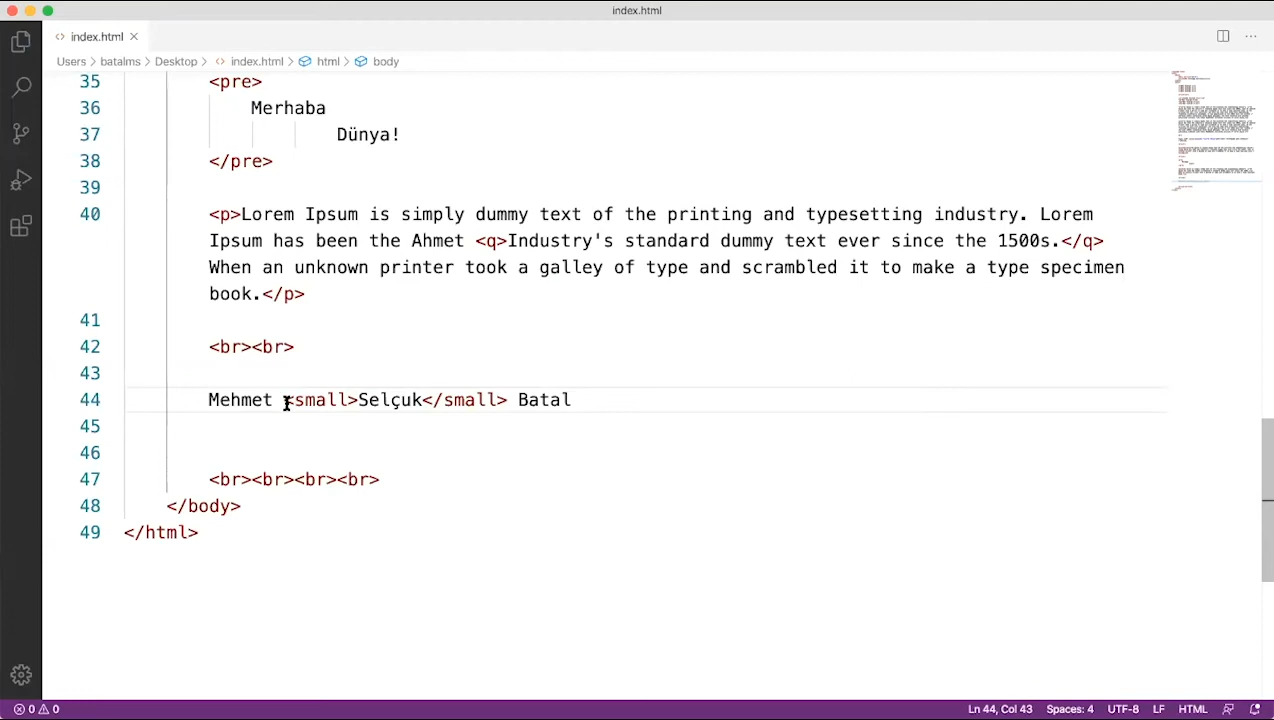 index.html
index.html
Users > batalms > Desktop > index.html > html > body
35 <pre>
36 Merhaba
37 Dünya!
38 </pre>
39
40 <p>Lorem Ipsum is simply dummy text of the printing and typesetting industry. Lorem
Ipsum has been the Ahmet <q>Industry's standard dummy text ever since the 1500s.</q>
When an unknown printer took a galley of type and scrambled it to make a type specimen
book.</p>
41
42 <br><br>
43
44 Mehmet <small>Selçuk</small> Batal
45
46
47 <br><br><br><br>
48 </body>
49 </html>
0 0 Ln 44, Col 43 Spaces: 4 UTF-8 LF HTML